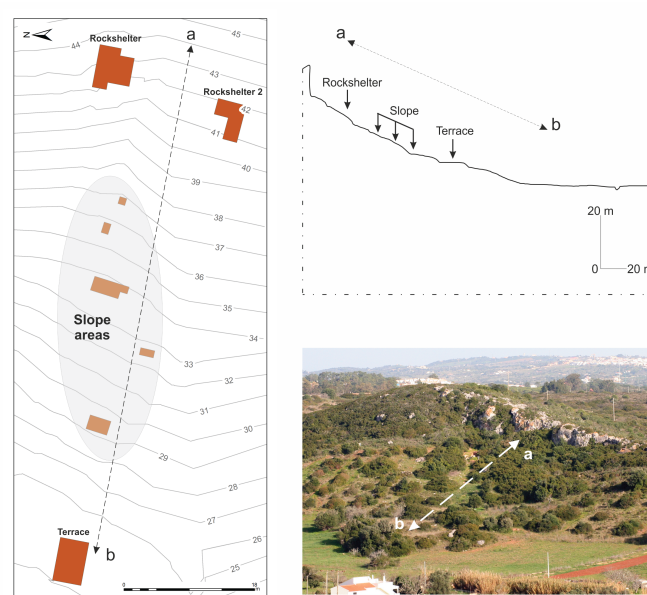 N
45
44
Rockshelter
a
43
Rockshelter 2
42
41
40
39
38
37
36
35
34
Slope
areas
33
32
31
30
29
28
27
26
25
Terrace
b
0
18
m
a
b
Rockshelter
Slope
Terrace
20 m
0
20 m
a
b